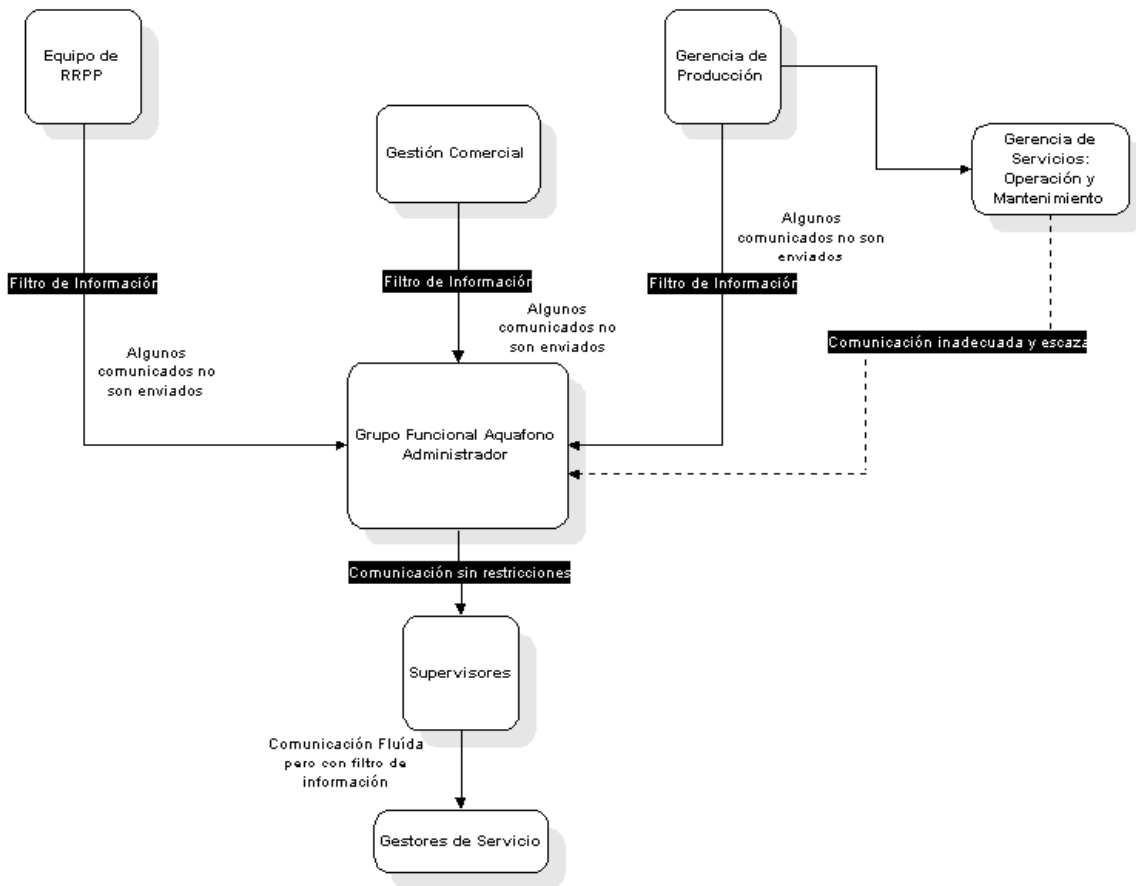 Equipo de
RRPP
Gerencia de
Producción
Gestión Comercial
Gerencia de
Servicios:
Operación y
Mantenimiento
Algunos
comunicados no son
enviados
Filtro de Información
Filtro de Información
Filtro de Información
Algunos
comunicados no
son enviados
Comunicación inadecuada y escaza
Algunos
comunicados no
son enviados
Grupo Funcional Aquafono
Administrador
Comunicación sin restricciones
Supervisores
Comunicación Fluída
pero con filtro de
información
Gestores de Servicio